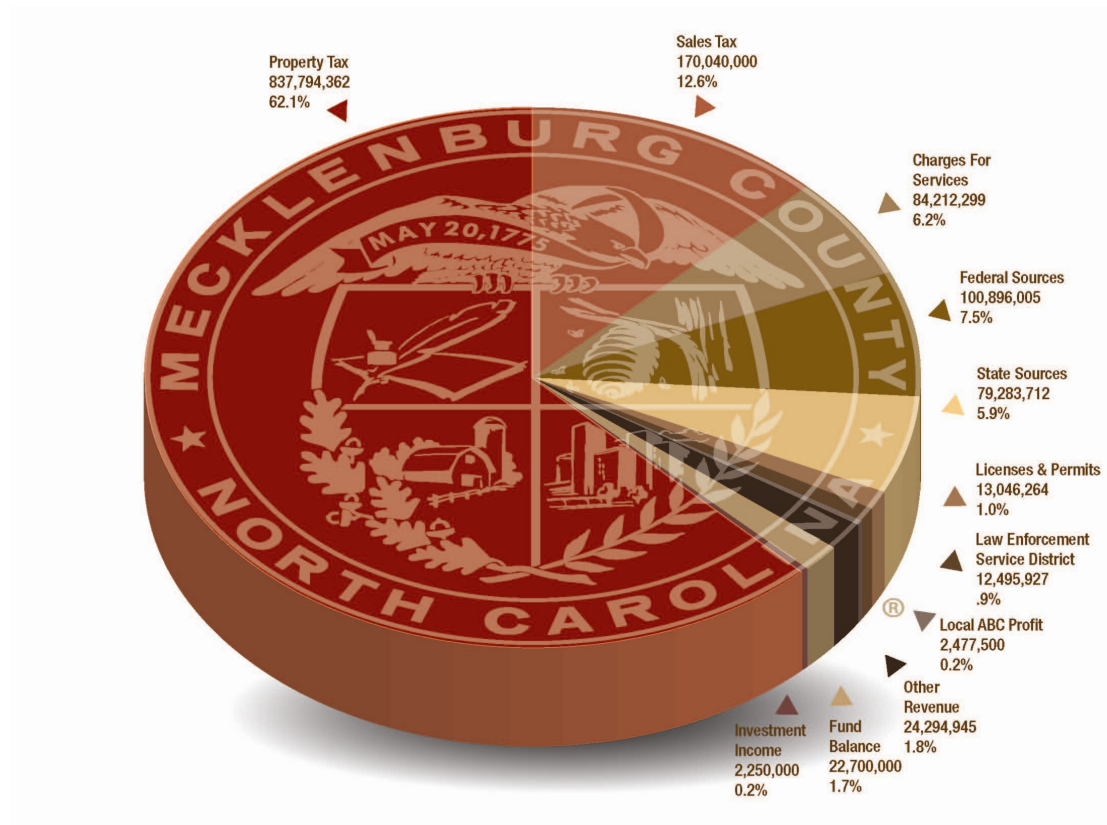 Property Tax
837,794,362
62.1%
Sales Tax
170,040,000
12.6%
Charges For
Services
84,212,299
6.2%
Federal Sources
100,896,005
7.5%
State Sources
79,283,712
5.9%
Licenses & Permits
13,046,264
1.0%
Law Enforcement
Service District
12,495,927
.9%
Local ABC Profit
2,477,500
0.2%
Other
Revenue
24,294,945
1.8%
Fund
Balance
22,700,000
1.7%
Investment
Income
2,250,000
0.2%
MECKLENBURG COUNTY
MAY 20,1775
NORTH CAROLINA
®